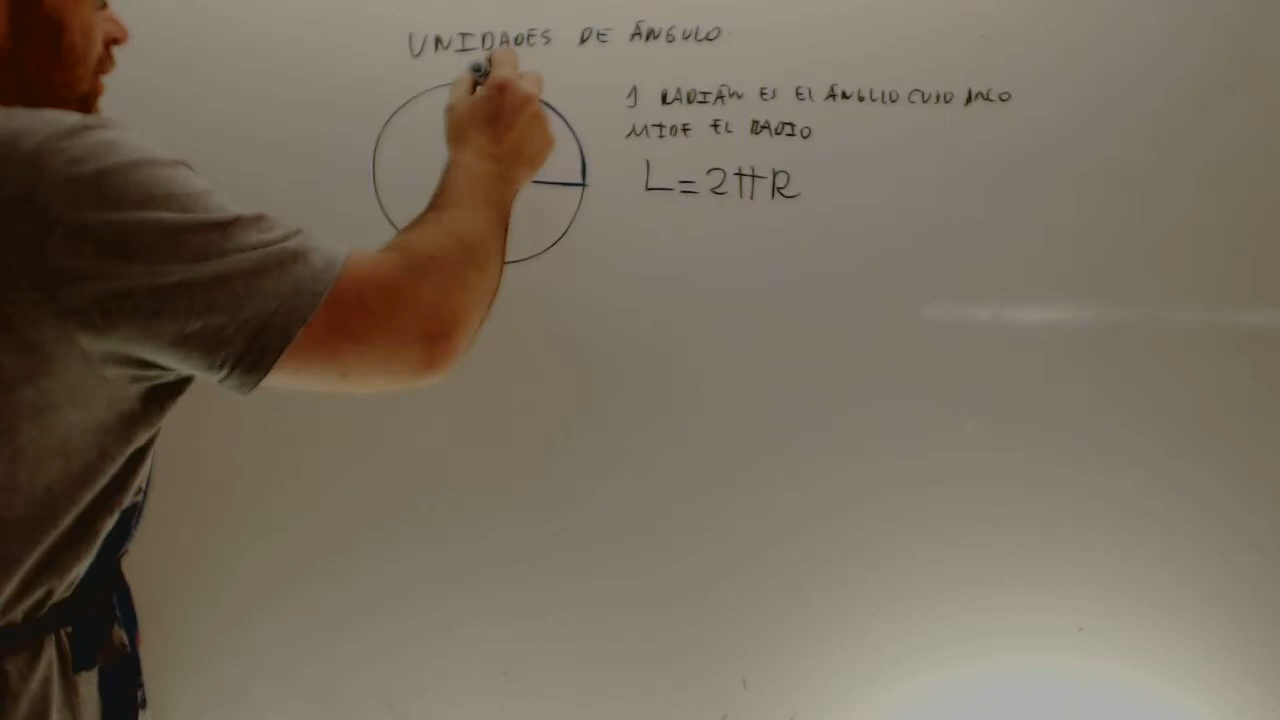 UNIDADES DE ÁNGULO
1 RADIÁN ES EL ÁNGULO CUYO ARCO
MIDE EL RADIO
L=2πR